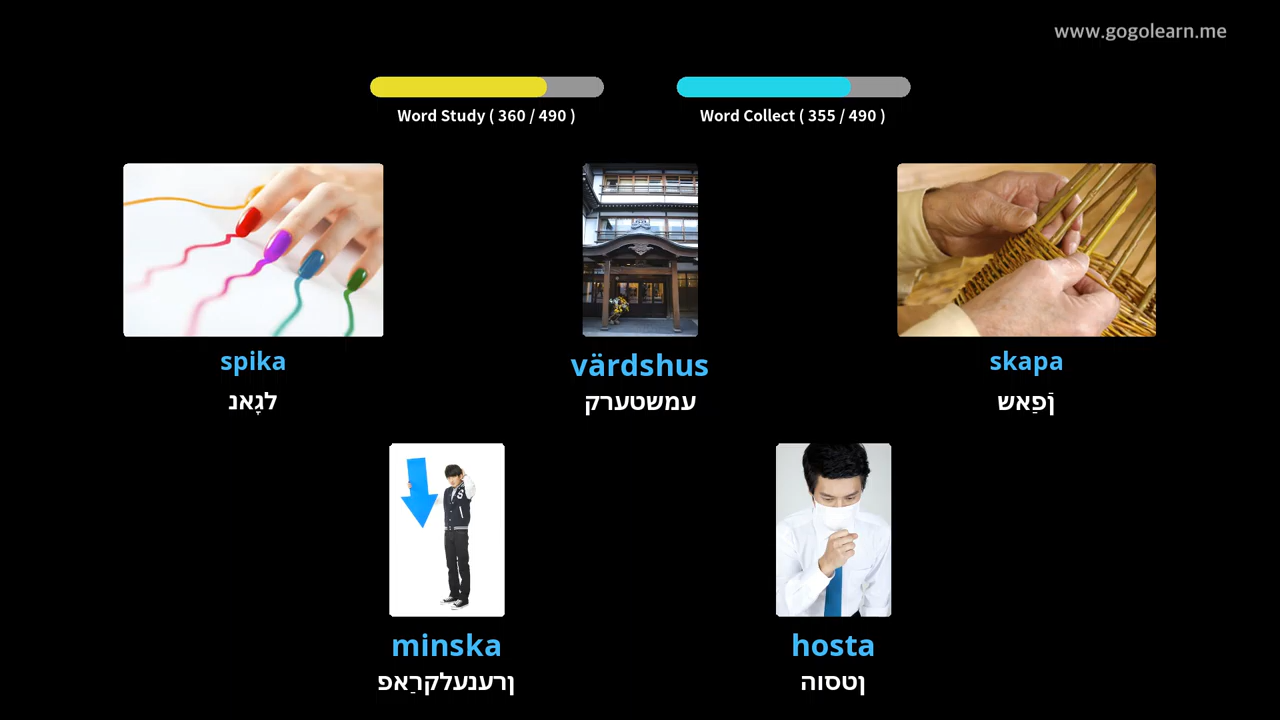 www.gogolearn.me
Word Study ( 360 / 490 )
Word Collect ( 355 / 490 )
spika
לגָאנ
värdshus
עמשטערק
skapa
ןפַאש
minska
ןרענעלקרַאפ
hosta
ןטסוה